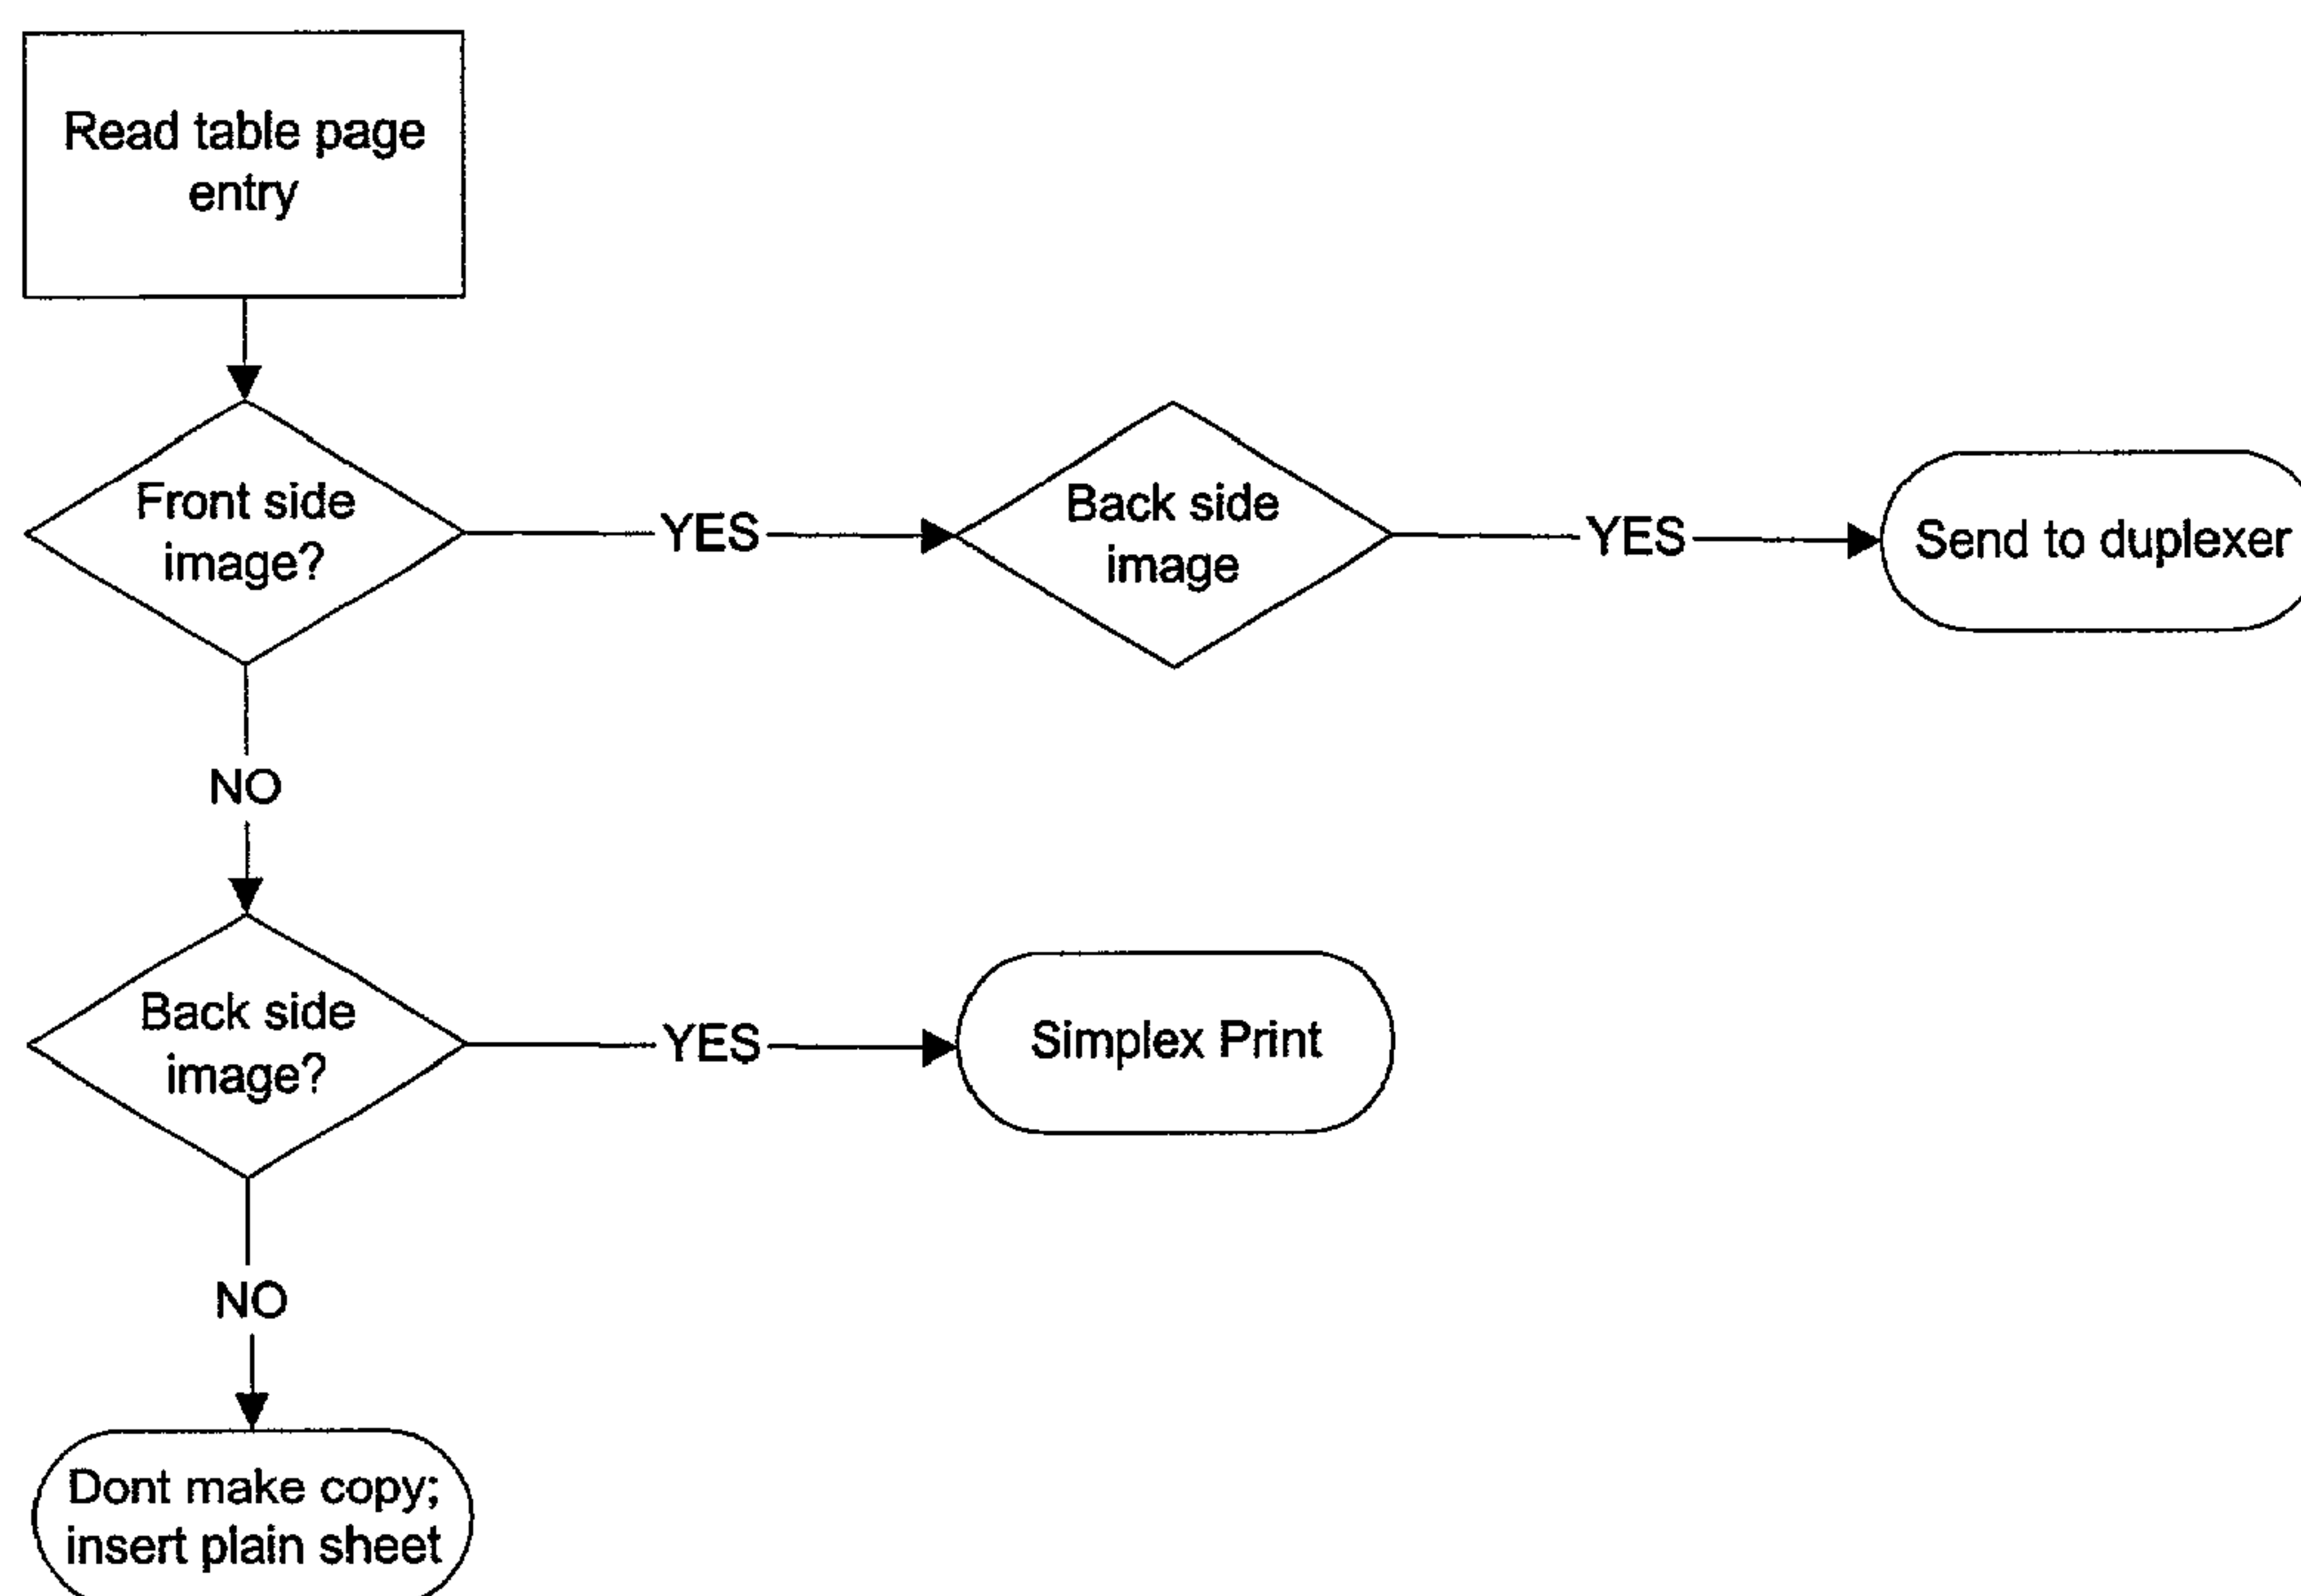 Read table page
entry
Front side
image?
YES
Back side
image
YES
Send to duplexer
NO
Back side
image?
YES
Simplex Print
NO
Dont make copy;
insert plain sheet